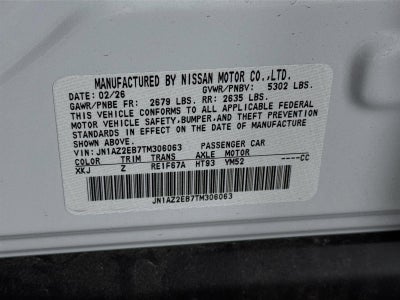 MANUFACTURED BY NISSAN MOTOR CO.,LTD.
DATE: 02/26 GVWR/PNBV: 5302 LBS.
GAWR/PNBE FR: 2679 LBS. RR: 2635 LBS.
THIS VEHICLE CONFORMS TO ALL APPLICABLE FEDERAL
MOTOR VEHICLE SAFETY, BUMPER, AND THEFT PREVENTION
STANDARDS IN EFFECT ON THE DATE OF MANUFACTURE
SHOWN ABOVE.
VIN: JN1AZ2EB7TM306063 PASSENGER CAR
COLOR TRIM TRANS AXLE MOTOR
XKJ Z RE1F67A HT93 YM52 ----CC
JN1AZ2EB7TM306063